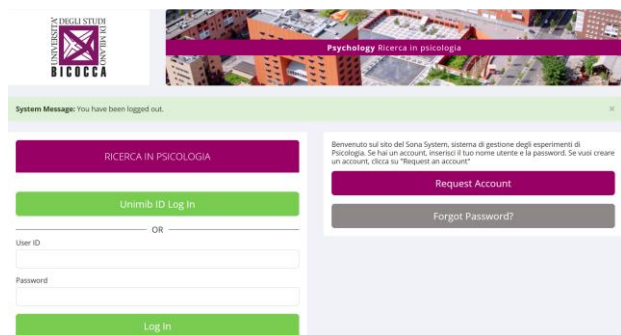 UNIVERSITA' DEGLI STUDI DI MILANO
BICOCCA
Psychology Ricerca in psicologia
System Message: You have been logged out.
×
RICERCA IN PSICOLOGIA
Unimib ID Log In
OR
User ID
Password
Log In
Benvenuto sul sito del Sona System, sistema di gestione degli esperimenti di
Psicologia. Se hai un account, inserisci il tuo nome utente e la password. Se vuoi creare
un account, clicca su "Request an account"
Request Account
Forgot Password?